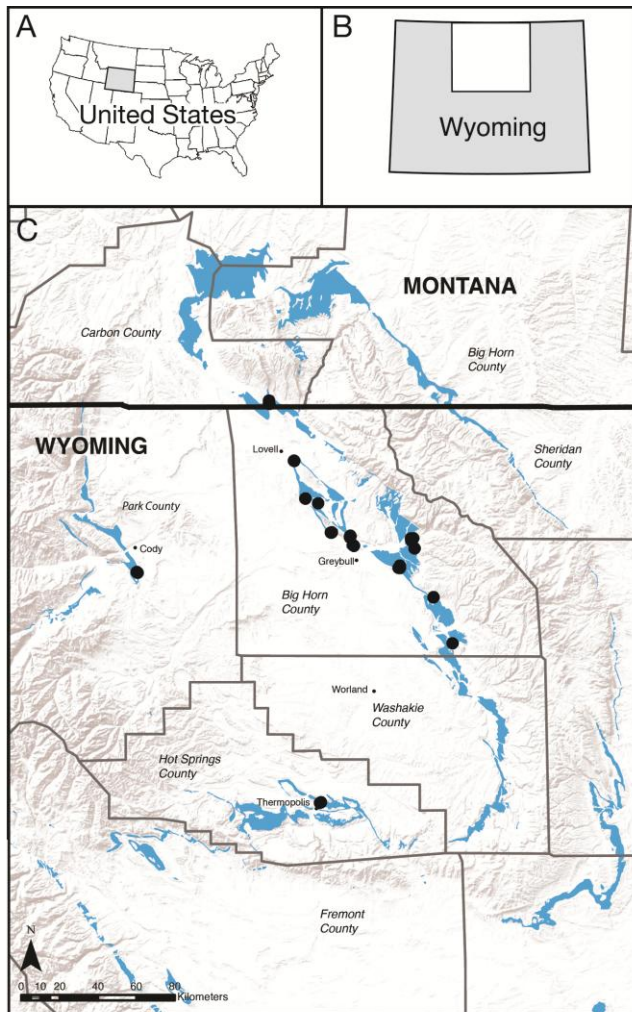 A
United States
B
Wyoming
C
MONTANA
Carbon County
Big Horn
County
WYOMING
Lovell
Sheridan
County
Park County
Cody
Greybull
Big Horn
County
Worland
Washakie
County
Hot Springs
County
Thermopolis
Fremont
County
N
0 10 20 40 60 80
Kilometers